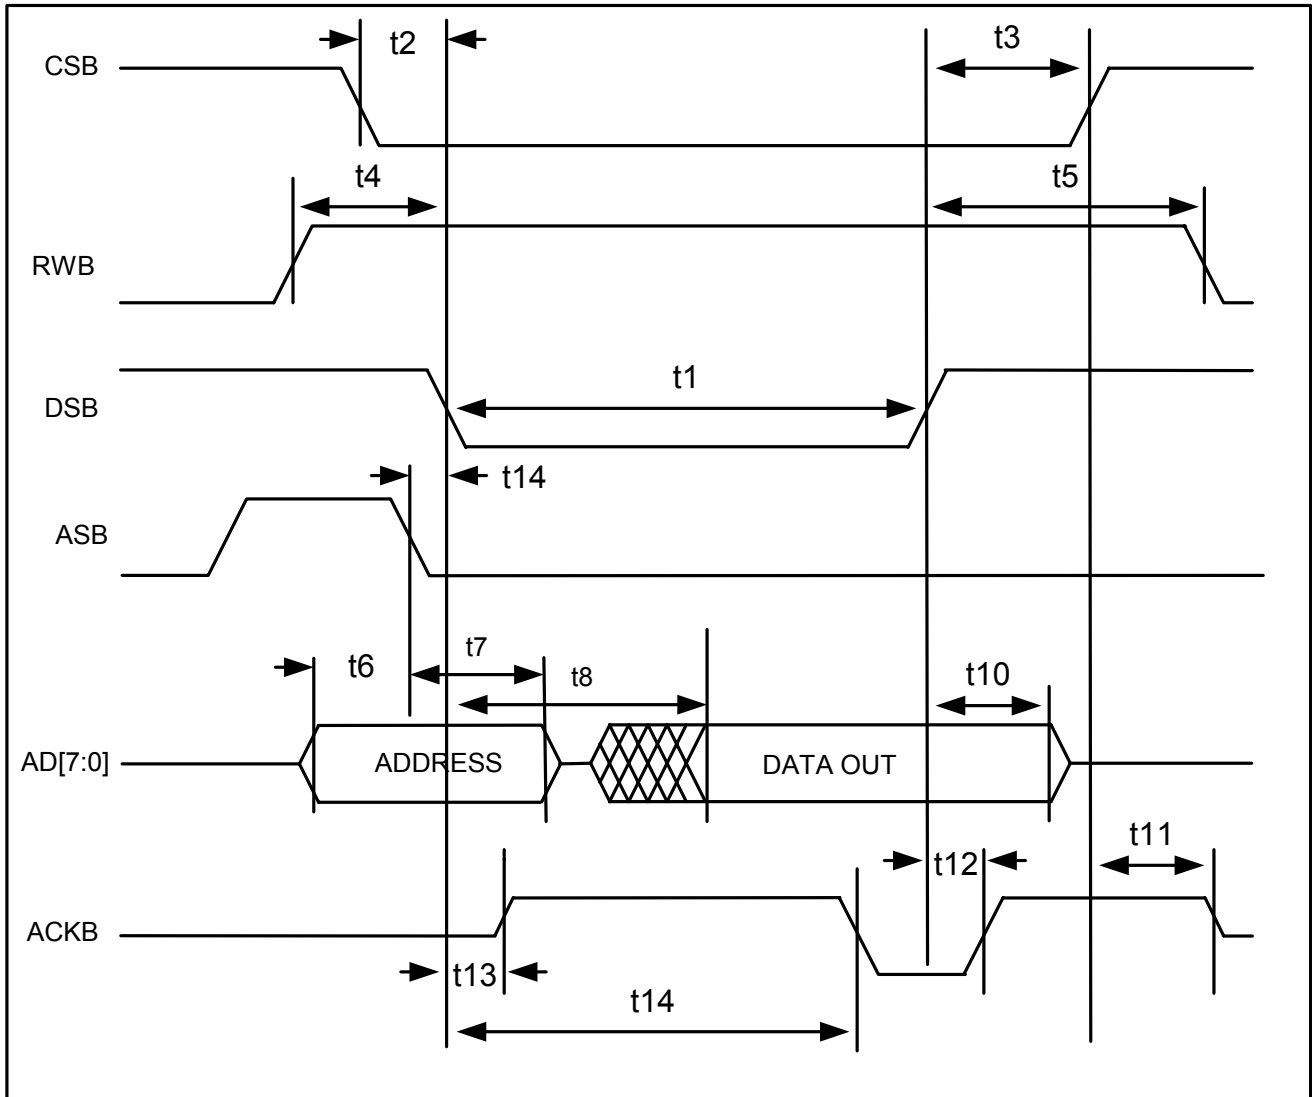 t2
t3
CSB
t4
t5
RWB
t1
DSB
t14
ASB
t7
t6
t8
t10
AD[7:0]
ADDRESS
DATA OUT
t11
t12
ACKB
t13
t14